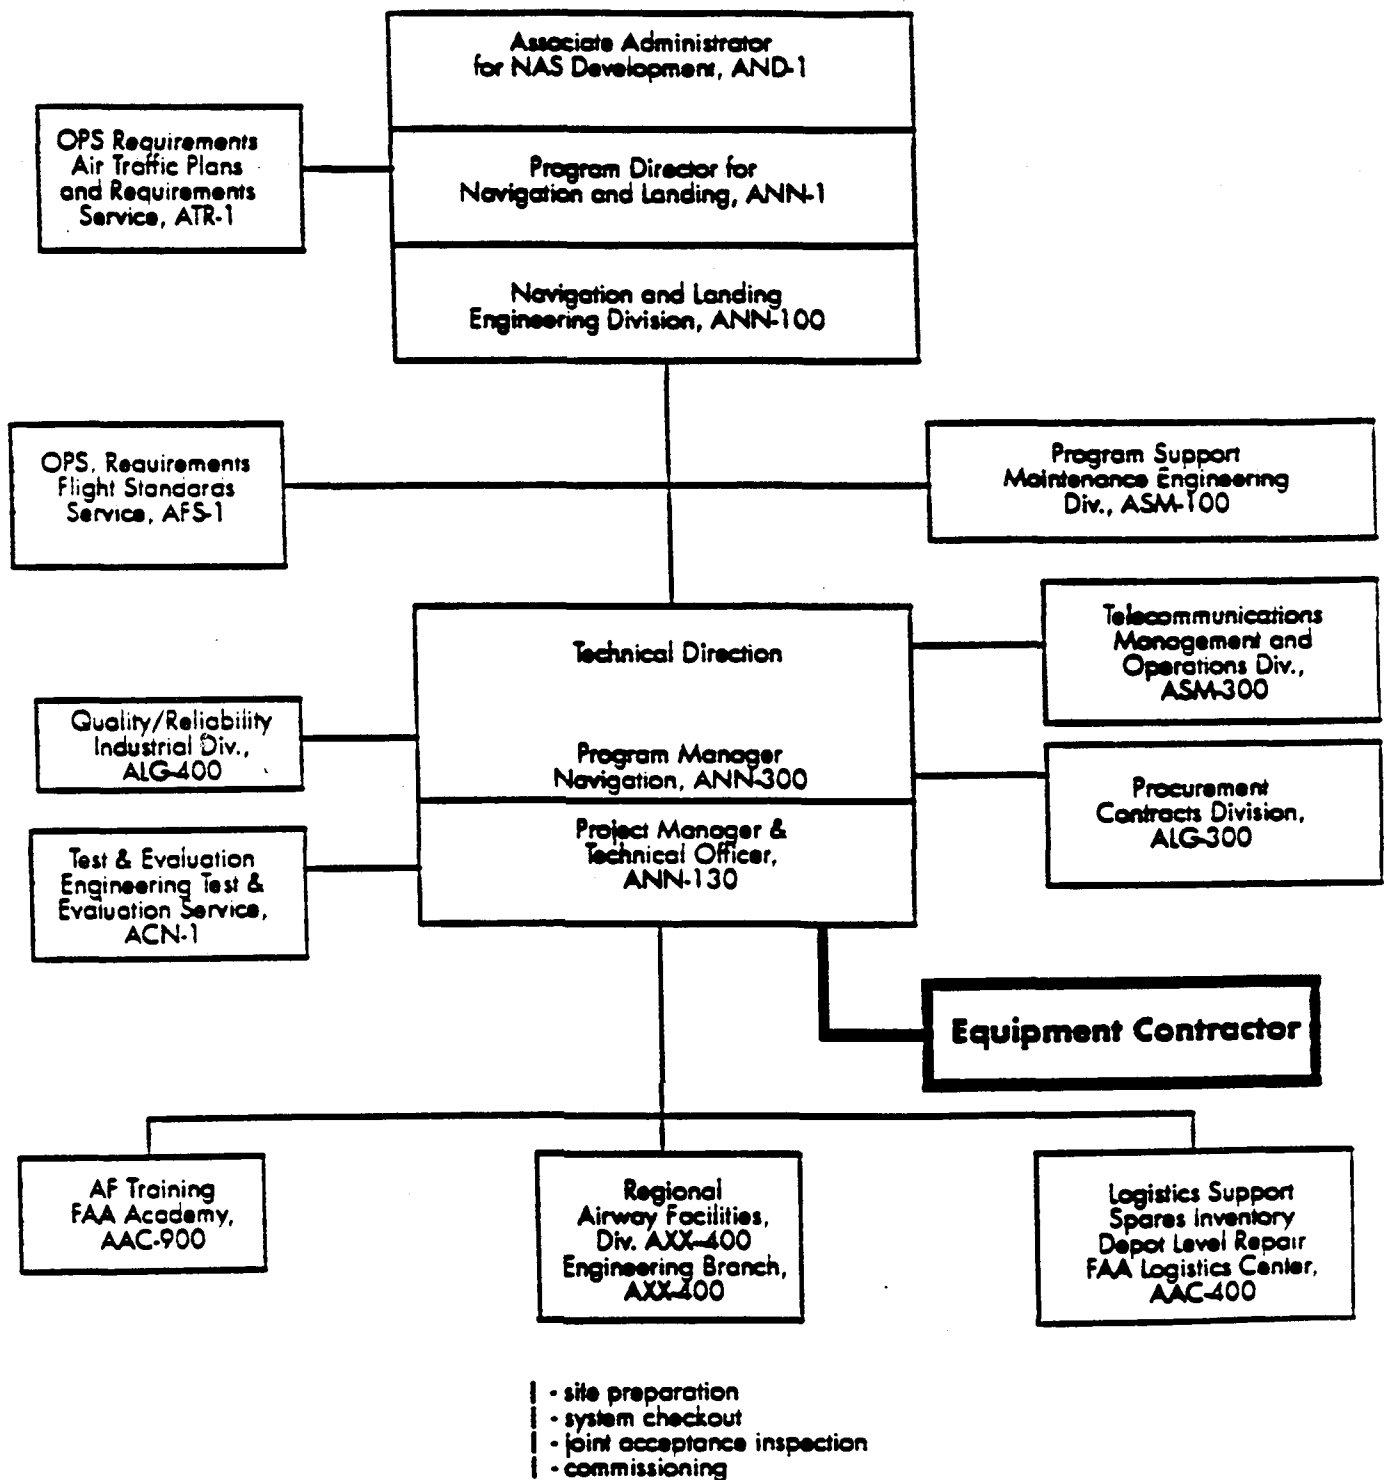 Associate Administrator
for NAS Development, AND-1
OPS Requirements
Air Traffic Plans
and Requirements
Service, ATR-1
Program Director for
Navigation and Landing, ANN-1
Navigation and Landing
Engineering Division, ANN-100
OPS, Requirements
Flight Standards
Service, AFS-1
Program Support
Maintenance Engineering
Div., ASM-100
Technical Direction
Telecommunications
Management and
Operations Div.,
ASM-300
Quality/Reliability
Industrial Div.,
ALG-400
Program Manager
Navigation, ANN-300
Procurement
Contracts Division,
ALG-300
Project Manager &
Technical Officer,
ANN-130
Test & Evaluation
Engineering Test &
Evaluation Service,
ACN-1
Equipment Contractor
AF Training
FAA Academy,
AAC-900
Regional
Airway Facilities,
Div. AXX-400
Engineering Branch,
AXX-400
Logistics Support
Spares Inventory
Depot Level Repair
FAA Logistics Center,
AAC-400
- site preparation
- system checkout
- joint acceptance inspection
- commissioning